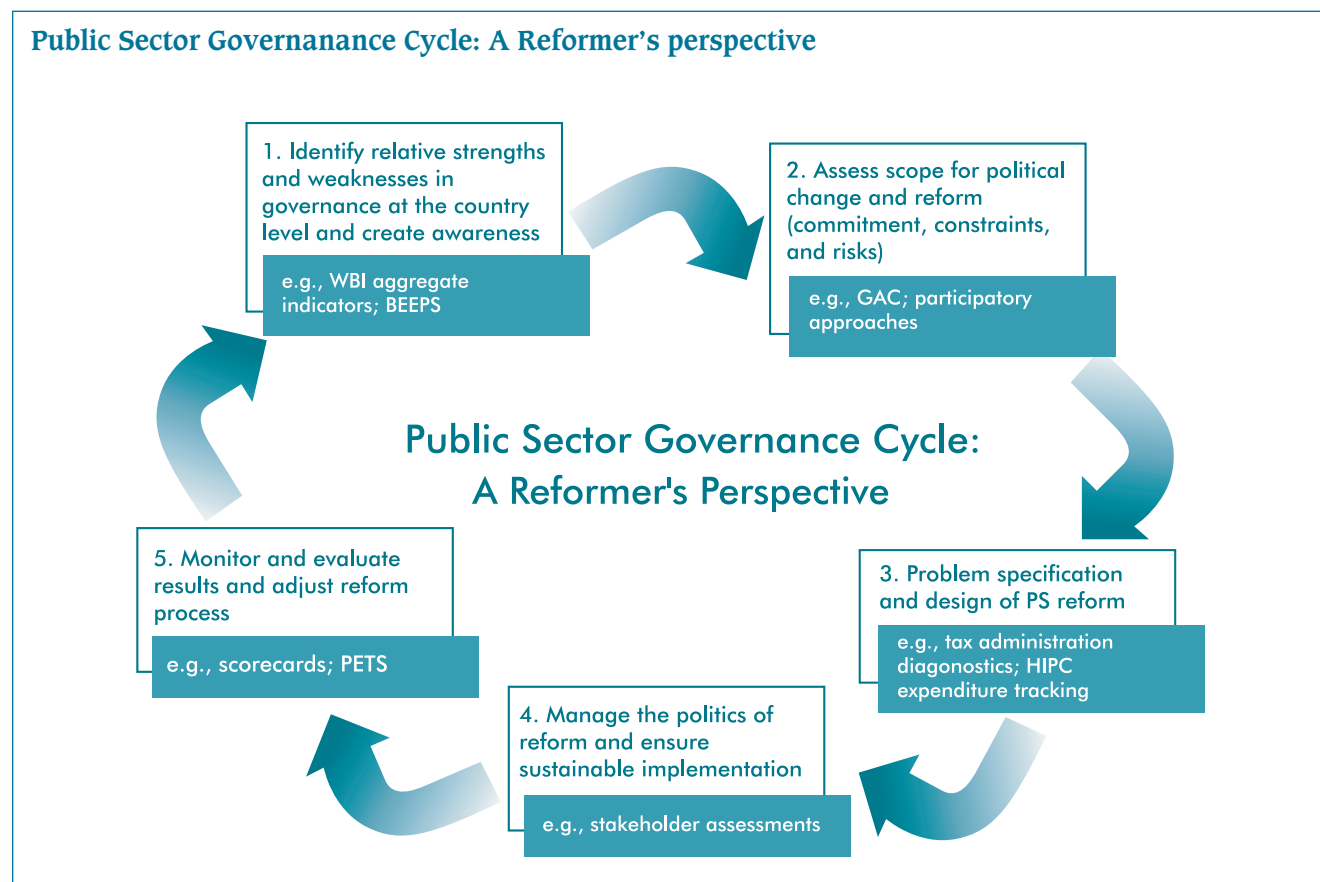 Public Sector Governanance Cycle: A Reformer’s perspective
1. Identify relative strengths
and weaknesses in
governance at the country
level and create awareness
e.g., WBI aggregate
indicators; BEEPS
2. Assess scope for political
change and reform
(commitment, constraints,
and risks)
e.g., GAC; participatory
approaches
Public Sector Governance Cycle:
A Reformer's Perspective
3. Problem specification
and design of PS reform
e.g., tax administration
diagonostics; HIPC
expenditure tracking
4. Manage the politics of
reform and ensure
sustainable implementation
e.g., stakeholder assessments
5. Monitor and evaluate
results and adjust reform
process
e.g., scorecards; PETS